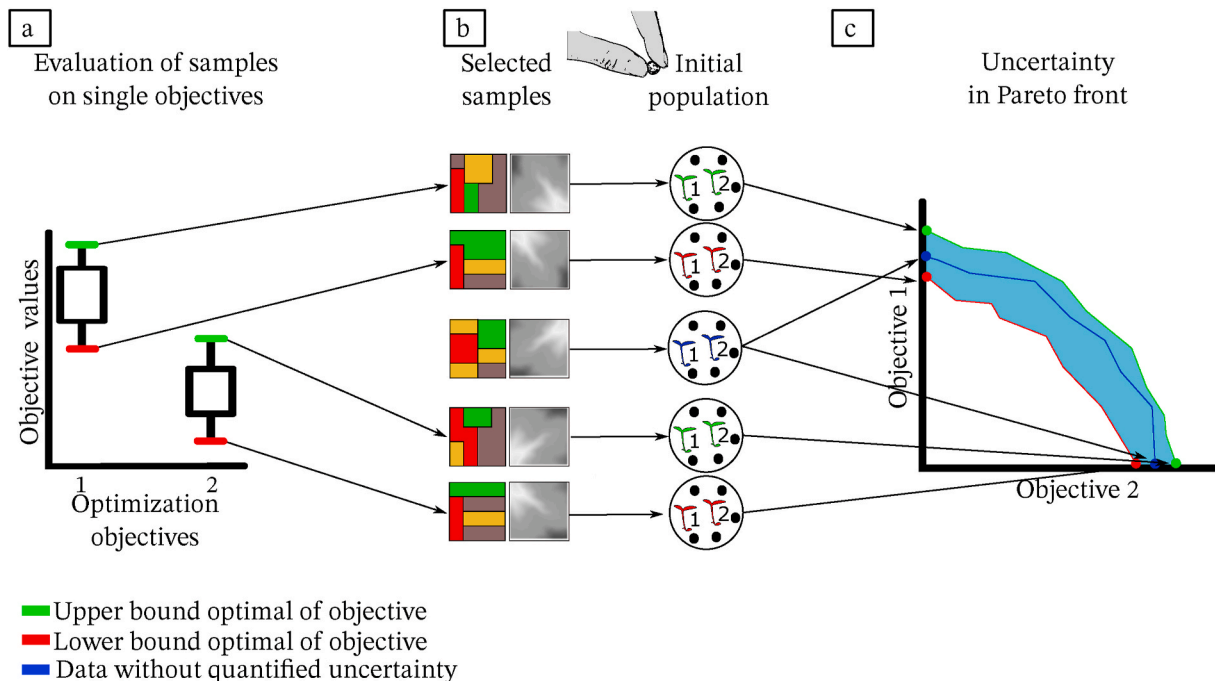 a
Evaluation of samples
on single objectives
b
Selected
samples
Initial
population
c
Uncertainty
in Pareto front
Objective values
1
2
Optimization
objectives
1 2
1 2
1 2
1 2
1 2
Objective 1
Objective 2
Upper bound optimal of objective
Lower bound optimal of objective
Data without quantified uncertainty